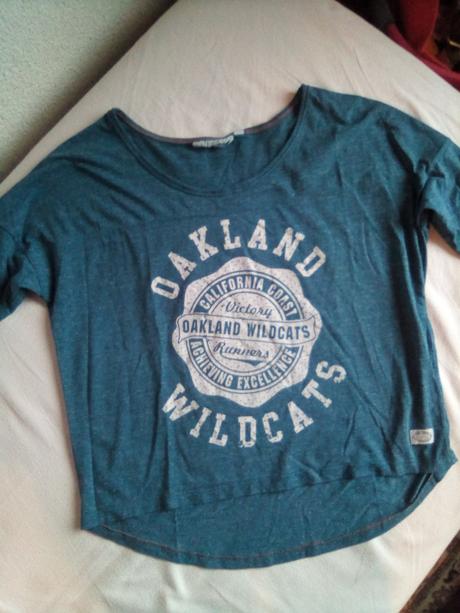 OAKLAND
CALIFORNIA COAST
Victory
OAKLAND WILDCATS
Runners
ACHIEVING EXCELLENCE
WILDCATS